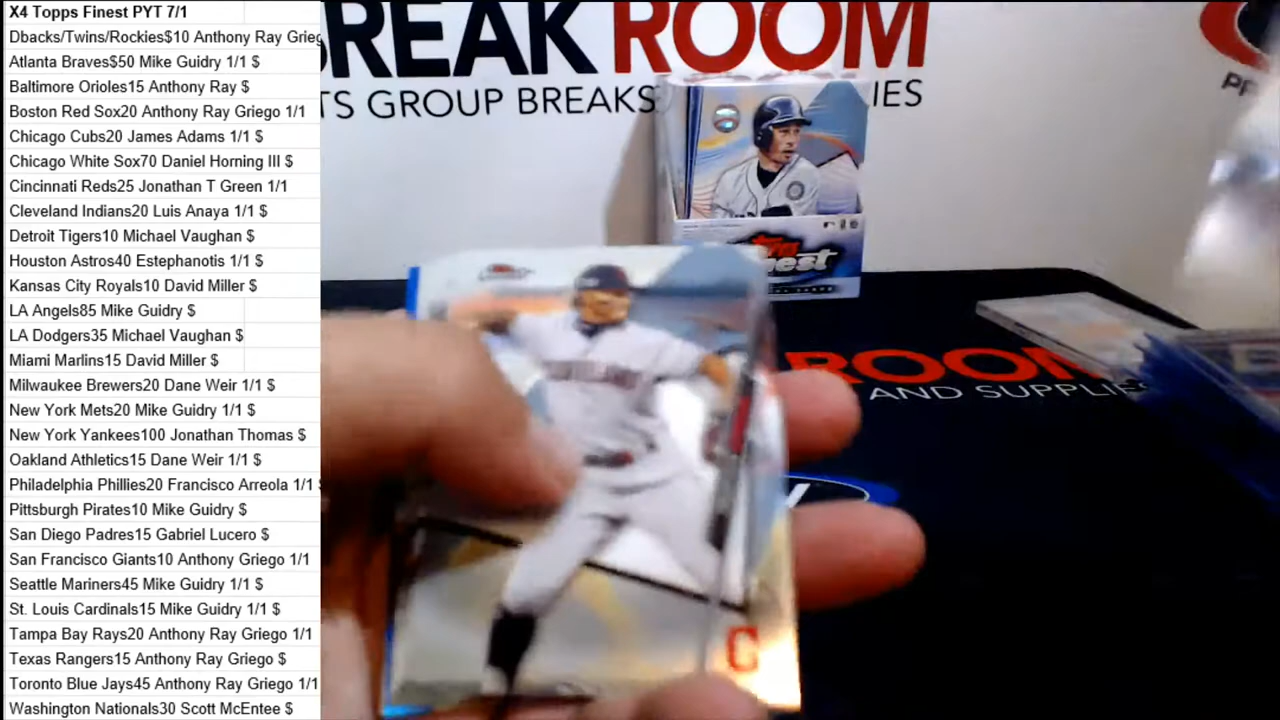 X4 Topps Finest PYT 7/1
Dbacks/Twins/Rockies$10 Anthony Ray Grieg
Atlanta Braves$50 Mike Guidry 1/1 $
Baltimore Orioles15 Anthony Ray $
Boston Red Sox20 Anthony Ray Griego 1/1
Chicago Cubs20 James Adams 1/1 $
Chicago White Sox70 Daniel Horning III $
Cincinnati Reds25 Jonathan T Green 1/1
Cleveland Indians20 Luis Anaya 1/1 $
Detroit Tigers10 Michael Vaughan $
Houston Astros40 Estephanotis 1/1 $
Kansas City Royals10 David Miller $
LA Angels85 Mike Guidry $
LA Dodgers35 Michael Vaughan $
Miami Marlins15 David Miller $
Milwaukee Brewers20 Dane Weir 1/1 $
New York Mets20 Mike Guidry 1/1 $
New York Yankees100 Jonathan Thomas $
Oakland Athletics15 Dane Weir 1/1 $
Philadelphia Phillies20 Francisco Arreola 1/1 $
Pittsburgh Pirates10 Mike Guidry $
San Diego Padres15 Gabriel Lucero $
San Francisco Giants10 Anthony Griego 1/1
Seattle Mariners45 Mike Guidry 1/1 $
St. Louis Cardinals15 Mike Guidry 1/1 $
Tampa Bay Rays20 Anthony Ray Griego 1/1
Texas Rangers15 Anthony Ray Griego $
Toronto Blue Jays45 Anthony Ray Griego 1/1
Washington Nationals30 Scott McEntee $
REAK ROOM
TS GROUP BREAKS IES
PR
ROOM
AND SUPPLIE
C